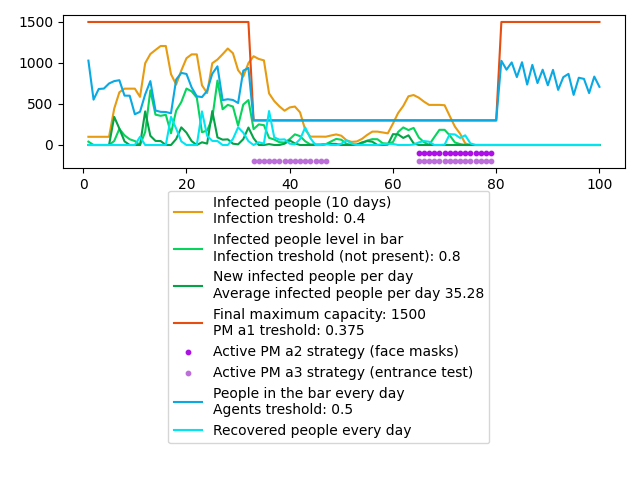 1500
1000
500
0
0 20 40 60 80 100
Infected people (10 days)
Infection treshold: 0.4
Infected people level in bar
Infection treshold (not present): 0.8
New infected people per day
Average infected people per day 35.28
Final maximum capacity: 1500
PM a1 treshold: 0.375
Active PM a2 strategy (face masks)
Active PM a3 strategy (entrance test)
People in the bar every day
Agents treshold: 0.5
Recovered people every day